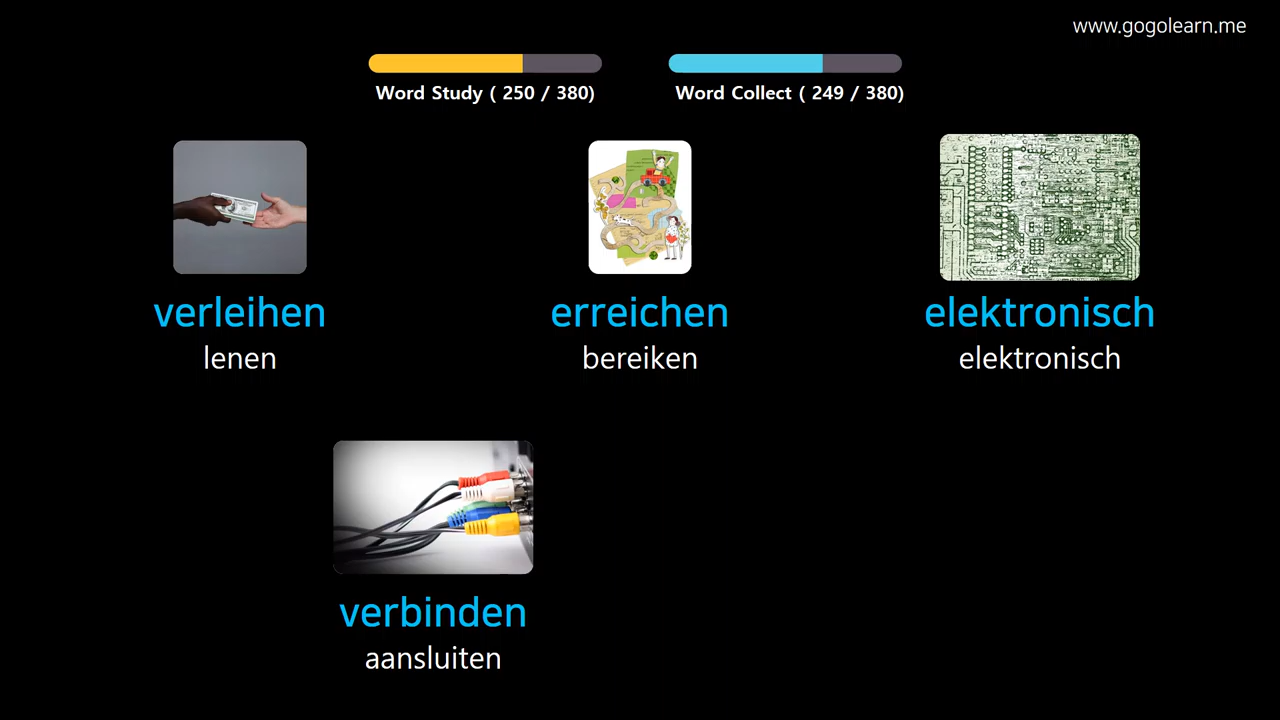 www.gogolearn.me
Word Study ( 250 / 380)
Word Collect ( 249 / 380)
verleihen
lenen
erreichen
bereiken
elektronisch
elektronisch
verbinden
aansluiten